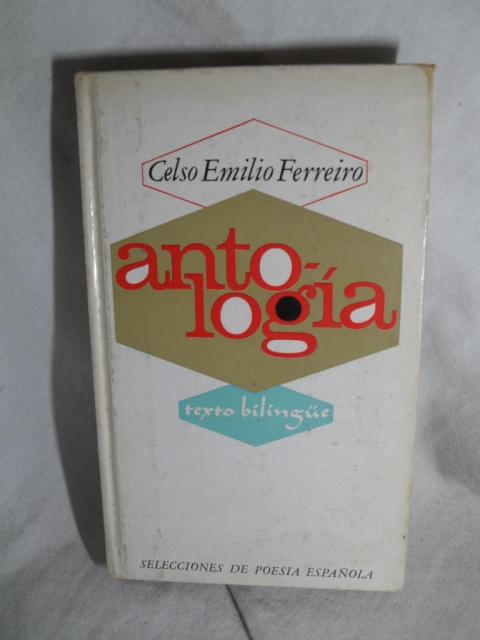 Celso Emilio Ferreiro
anto-
logía
texto bilingüe
SELECCIONES DE POESIA ESPAÑOLA